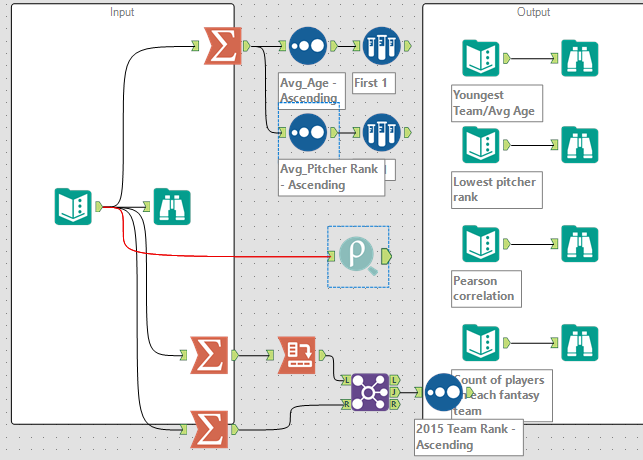 Input
Output
Avg_Age -
Ascending
First 1
Youngest
Team/Avg Age
Avg_Pitcher Rank
- Ascending
Lowest pitcher
rank
ρ
Pearson
correlation
L
R
L
J
R
Count of players
each fantasy
team
2015 Team Rank -
Ascending